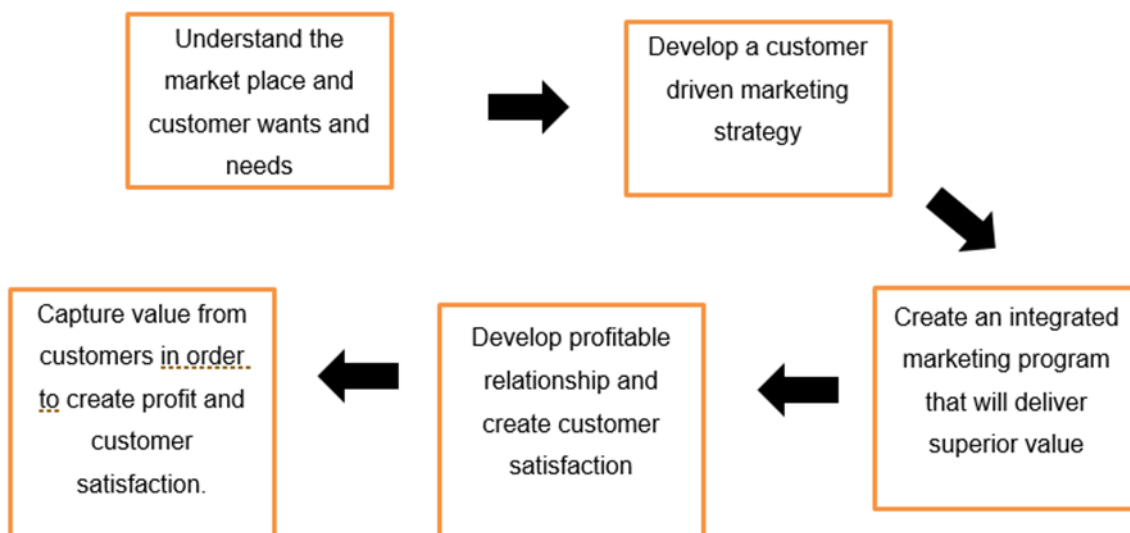 Understand the
market place and
customer wants and
needs
Develop a customer
driven marketing
strategy
Create an integrated
marketing program
that will deliver
superior value
Develop profitable
relationship and
create customer
satisfaction
Capture value from
customers in order
to create profit and
customer
satisfaction.